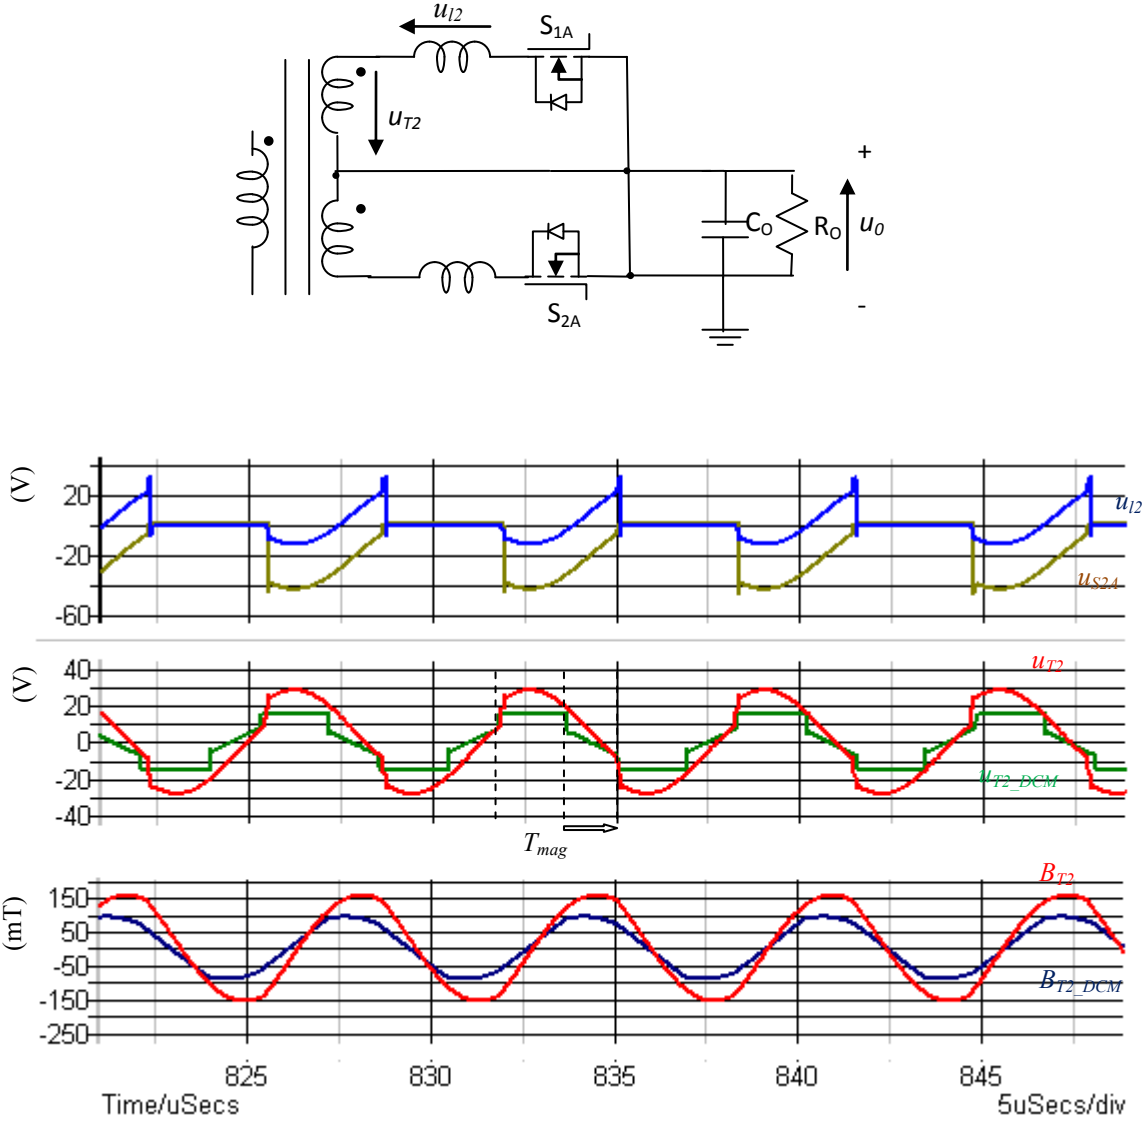 u_l2
S_1A
u_T2
+
C_O
R_O
u_0
S_2A
-
(V)
20
-20
-60
u_l2
u_S2A
(V)
40
20
0
-20
-40
u_T2
u_T2_DCM
T_mag
(mT)
150
50
-50
-150
-250
B_T2
B_T2_DCM
825 830 835 840 845
Time/uSecs 5uSecs/div